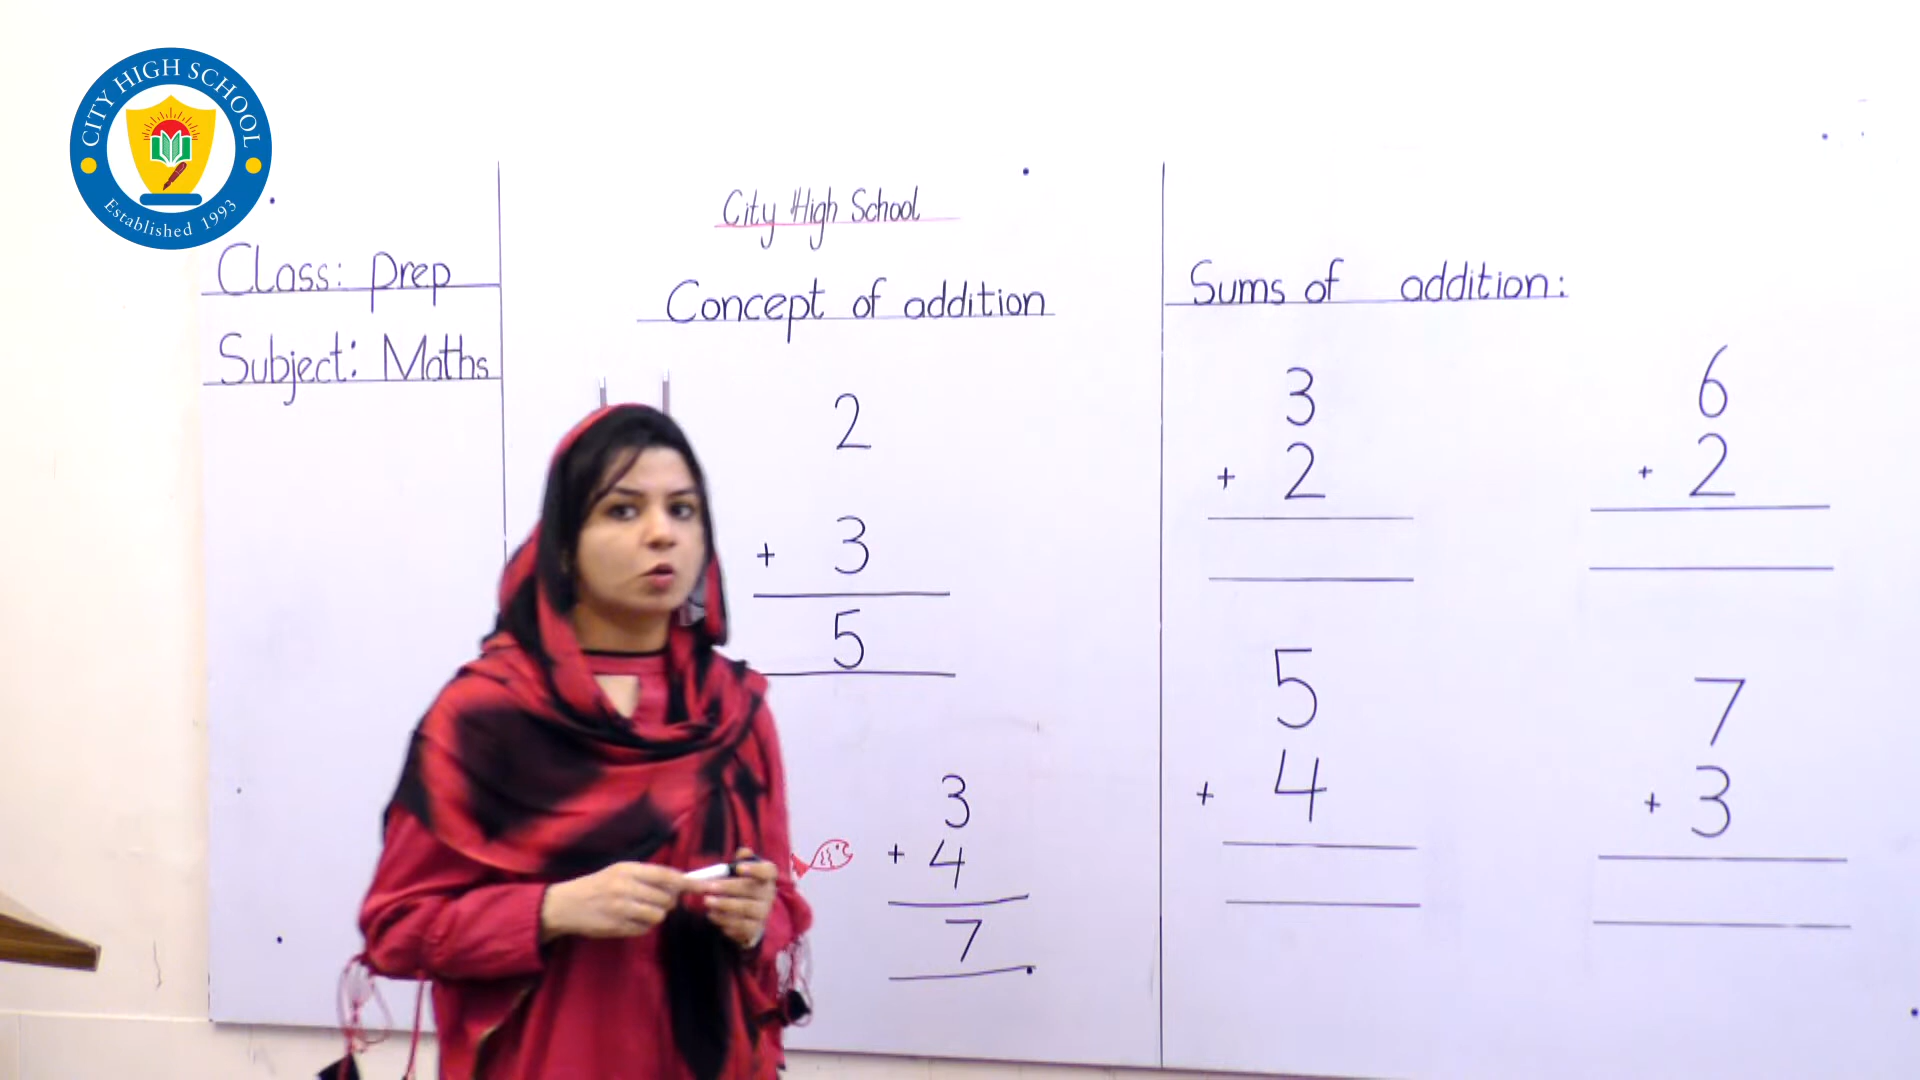 CITY HIGH SCHOOL
Established 1993
Class: Prep
Subject: Maths
City High School
Concept of addition
2
+ 3
5
3
+ 4
7
Sums of addition:
3
+ 2
6
+ 2
5
+ 4
7
+ 3